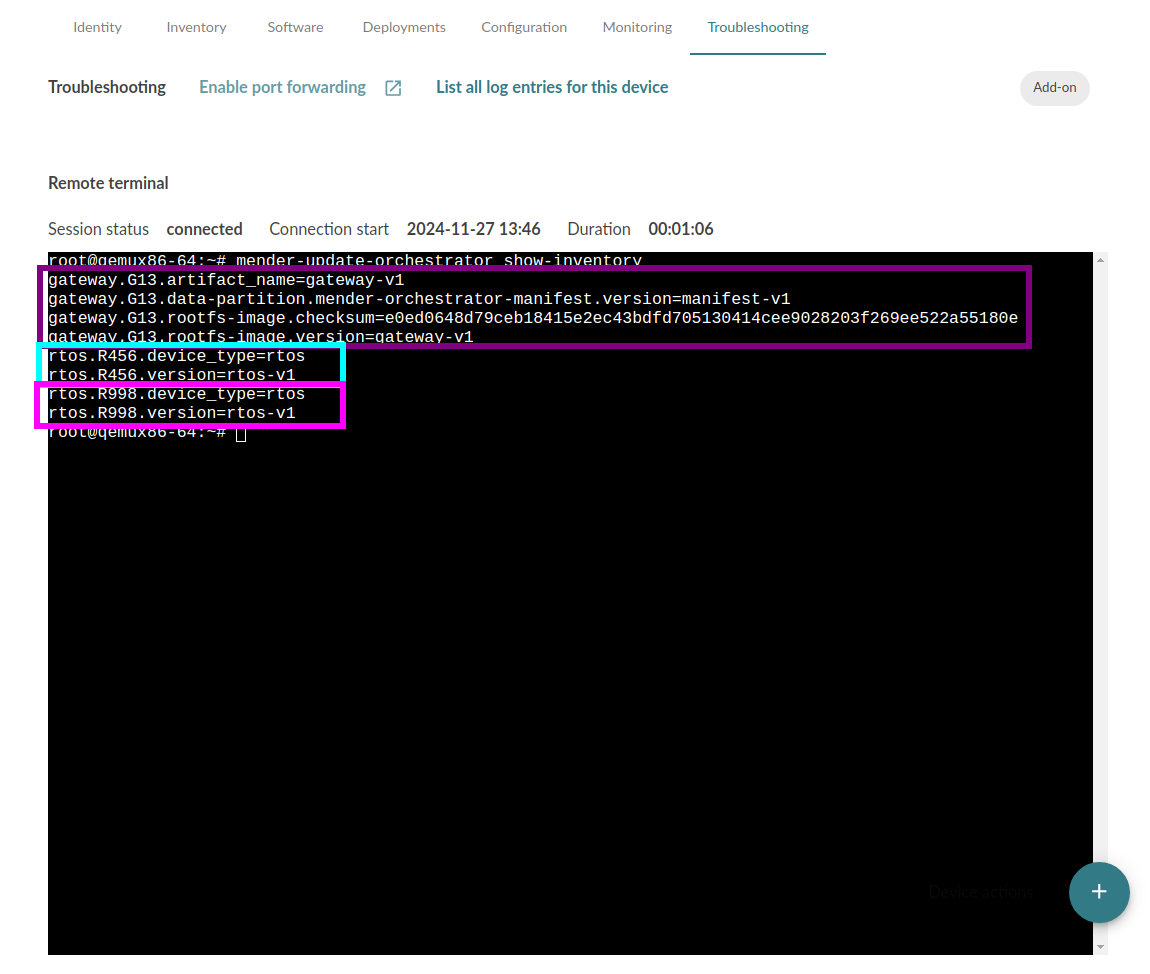 Identity Inventory Software Deployments Configuration Monitoring Troubleshooting
Troubleshooting Enable port forwarding List all log entries for this device Add-on
Remote terminal
Session status connected Connection start 2024-11-27 13:46 Duration 00:01:06
root@qemux86-64:~# mender-update-orchestrator show-inventory
gateway.G13.artifact_name=gateway-v1
gateway.G13.data-partition.mender-orchestrator-manifest.version=manifest-v1
gateway.G13.rootfs-image.checksum=e0ed0648d79ceb18415e2ec43bdfd705130414cee9028203f269ee522a55180e
gateway.G13.rootfs-image.version=gateway-v1
rtos.R456.device_type=rtos
rtos.R456.version=rtos-v1
rtos.R998.device_type=rtos
rtos.R998.version=rtos-v1
root@qemux86-64:~#
Device actions +